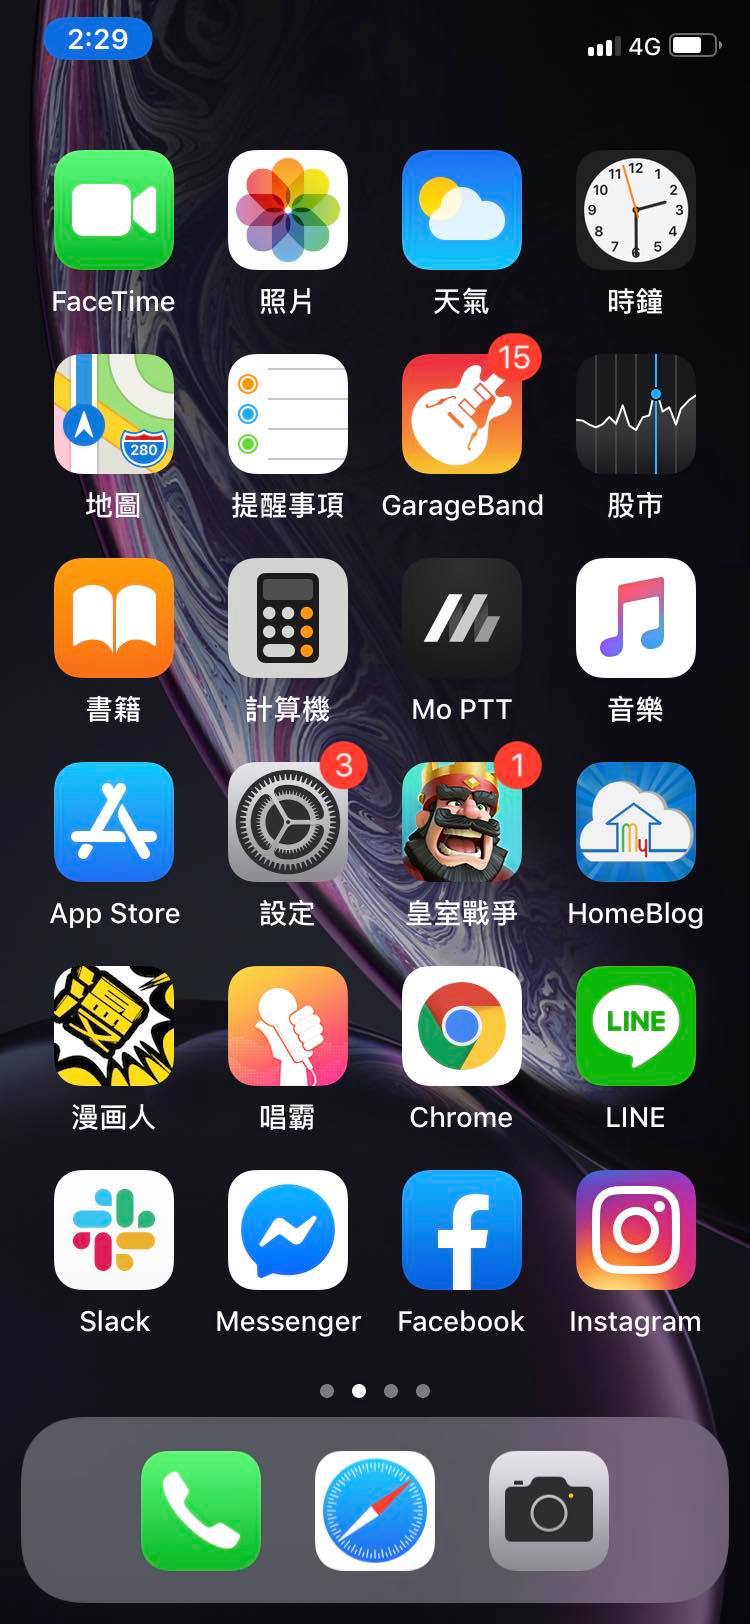 2:29
4G
12
11 1
10 2
9 3
8 4
7 5
6
FaceTime 照片 天氣 時鐘
280
15
地圖 提醒事項 GarageBand 股市
書籍 計算機 Mo PTT 音樂
3 1
My
App Store 設定 皇室戰爭 HomeBlog
漫
LINE
漫画人 唱霸 Chrome LINE
Slack Messenger Facebook Instagram